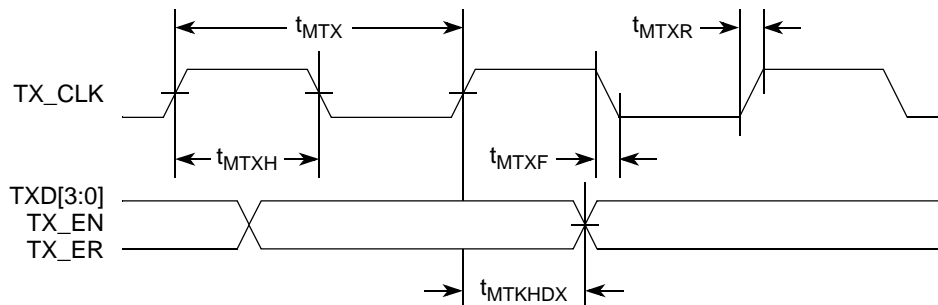 tMTX
tMTXR
TX_CLK
tMTXH
tMTXF
TXD[3:0]
TX_EN
TX_ER
tMTKHDX